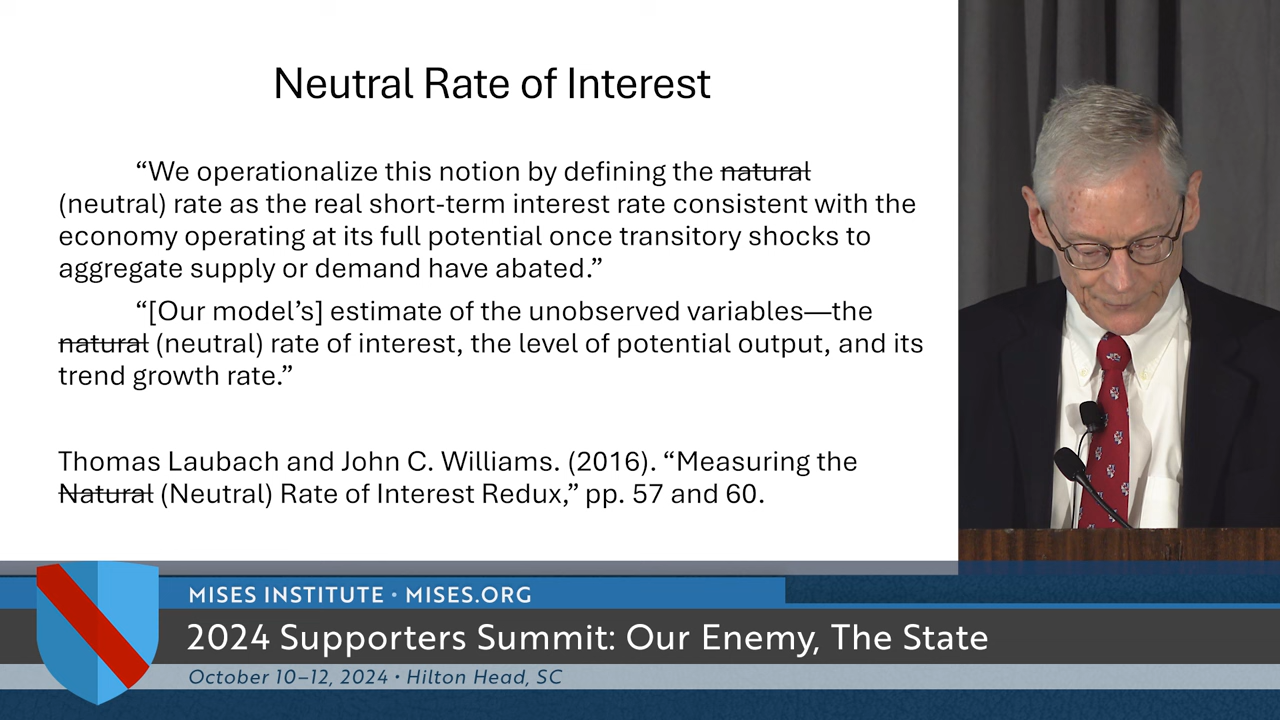 Neutral Rate of Interest
“We operationalize this notion by defining the natural
(neutral) rate as the real short-term interest rate consistent with the
economy operating at its full potential once transitory shocks to
aggregate supply or demand have abated.”
“[Our model’s] estimate of the unobserved variables—the
natural (neutral) rate of interest, the level of potential output, and its
trend growth rate.”
Thomas Laubach and John C. Williams. (2016). “Measuring the
Natural (Neutral) Rate of Interest Redux,” pp. 57 and 60.
MISES INSTITUTE • MISES.ORG
2024 Supporters Summit: Our Enemy, The State
October 10–12, 2024 • Hilton Head, SC